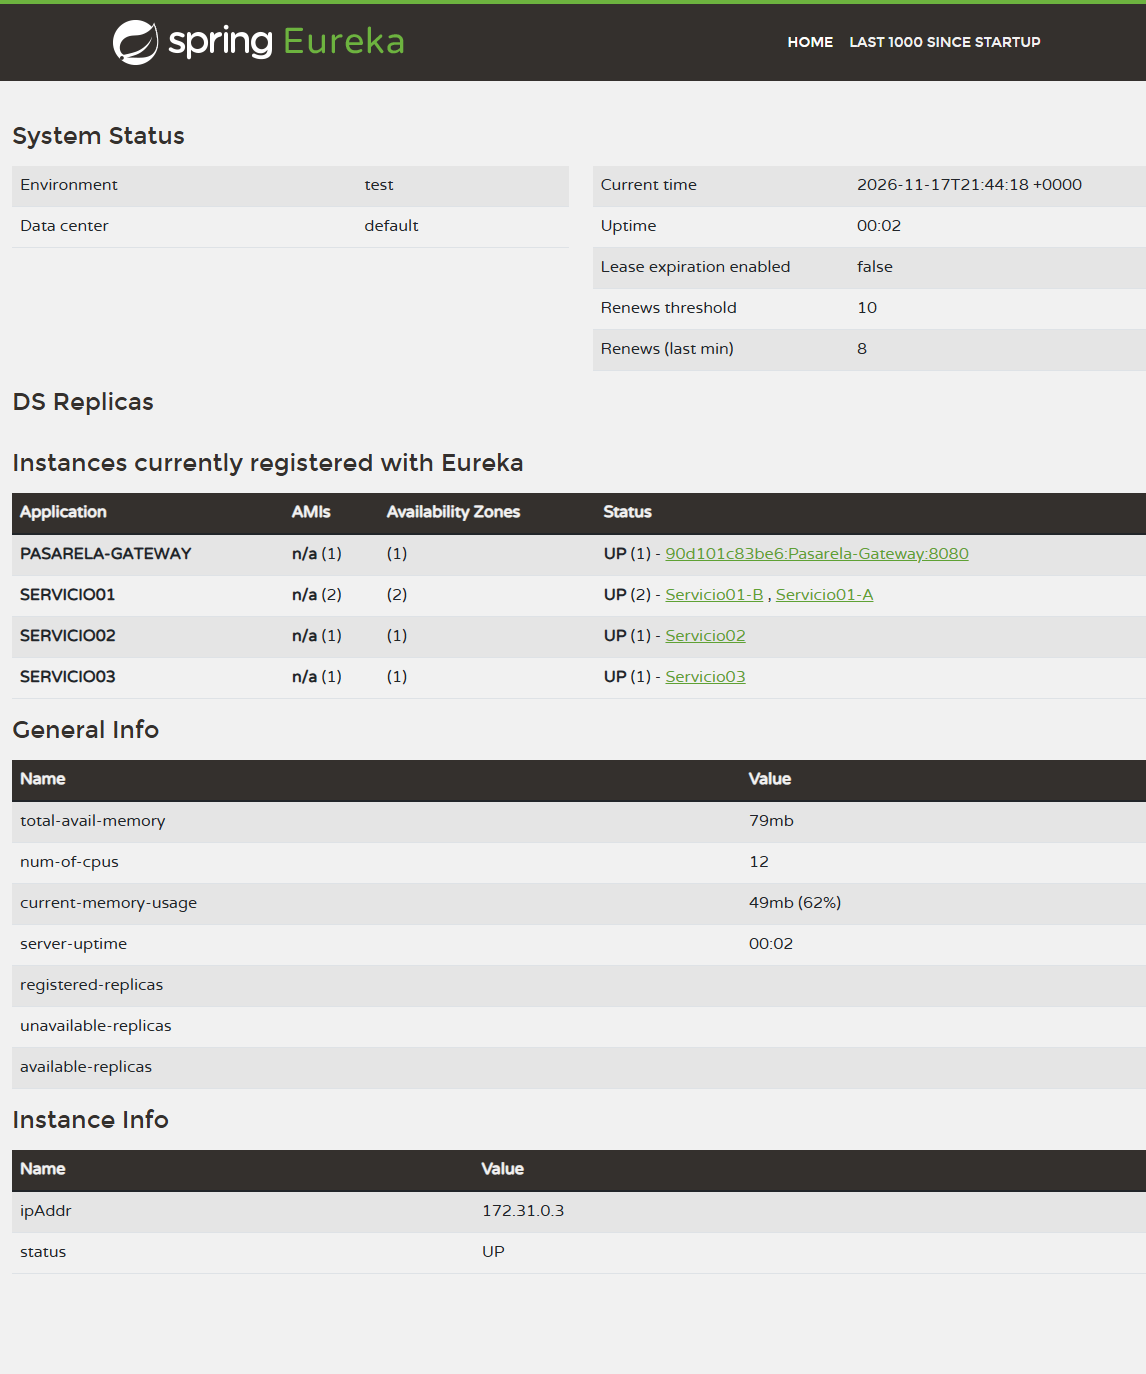 spring Eureka
HOME LAST 1000 SINCE STARTUP
System Status
Environment test
Data center default
Current time 2026-11-17T21:44:18 +0000
Uptime 00:02
Lease expiration enabled false
Renews threshold 10
Renews (last min) 8
DS Replicas
Instances currently registered with Eureka
Application AMIs Availability Zones Status
PASARELA-GATEWAY n/a (1) (1) UP (1) - 90d101c83be6:Pasarela-Gateway:8080
SERVICIO01 n/a (2) (2) UP (2) - Servicio01-B , Servicio01-A
SERVICIO02 n/a (1) (1) UP (1) - Servicio02
SERVICIO03 n/a (1) (1) UP (1) - Servicio03
General Info
Name Value
total-avail-memory 79mb
num-of-cpus 12
current-memory-usage 49mb (62%)
server-uptime 00:02
registered-replicas
unavailable-replicas
available-replicas
Instance Info
Name Value
ipAddr 172.31.0.3
status UP